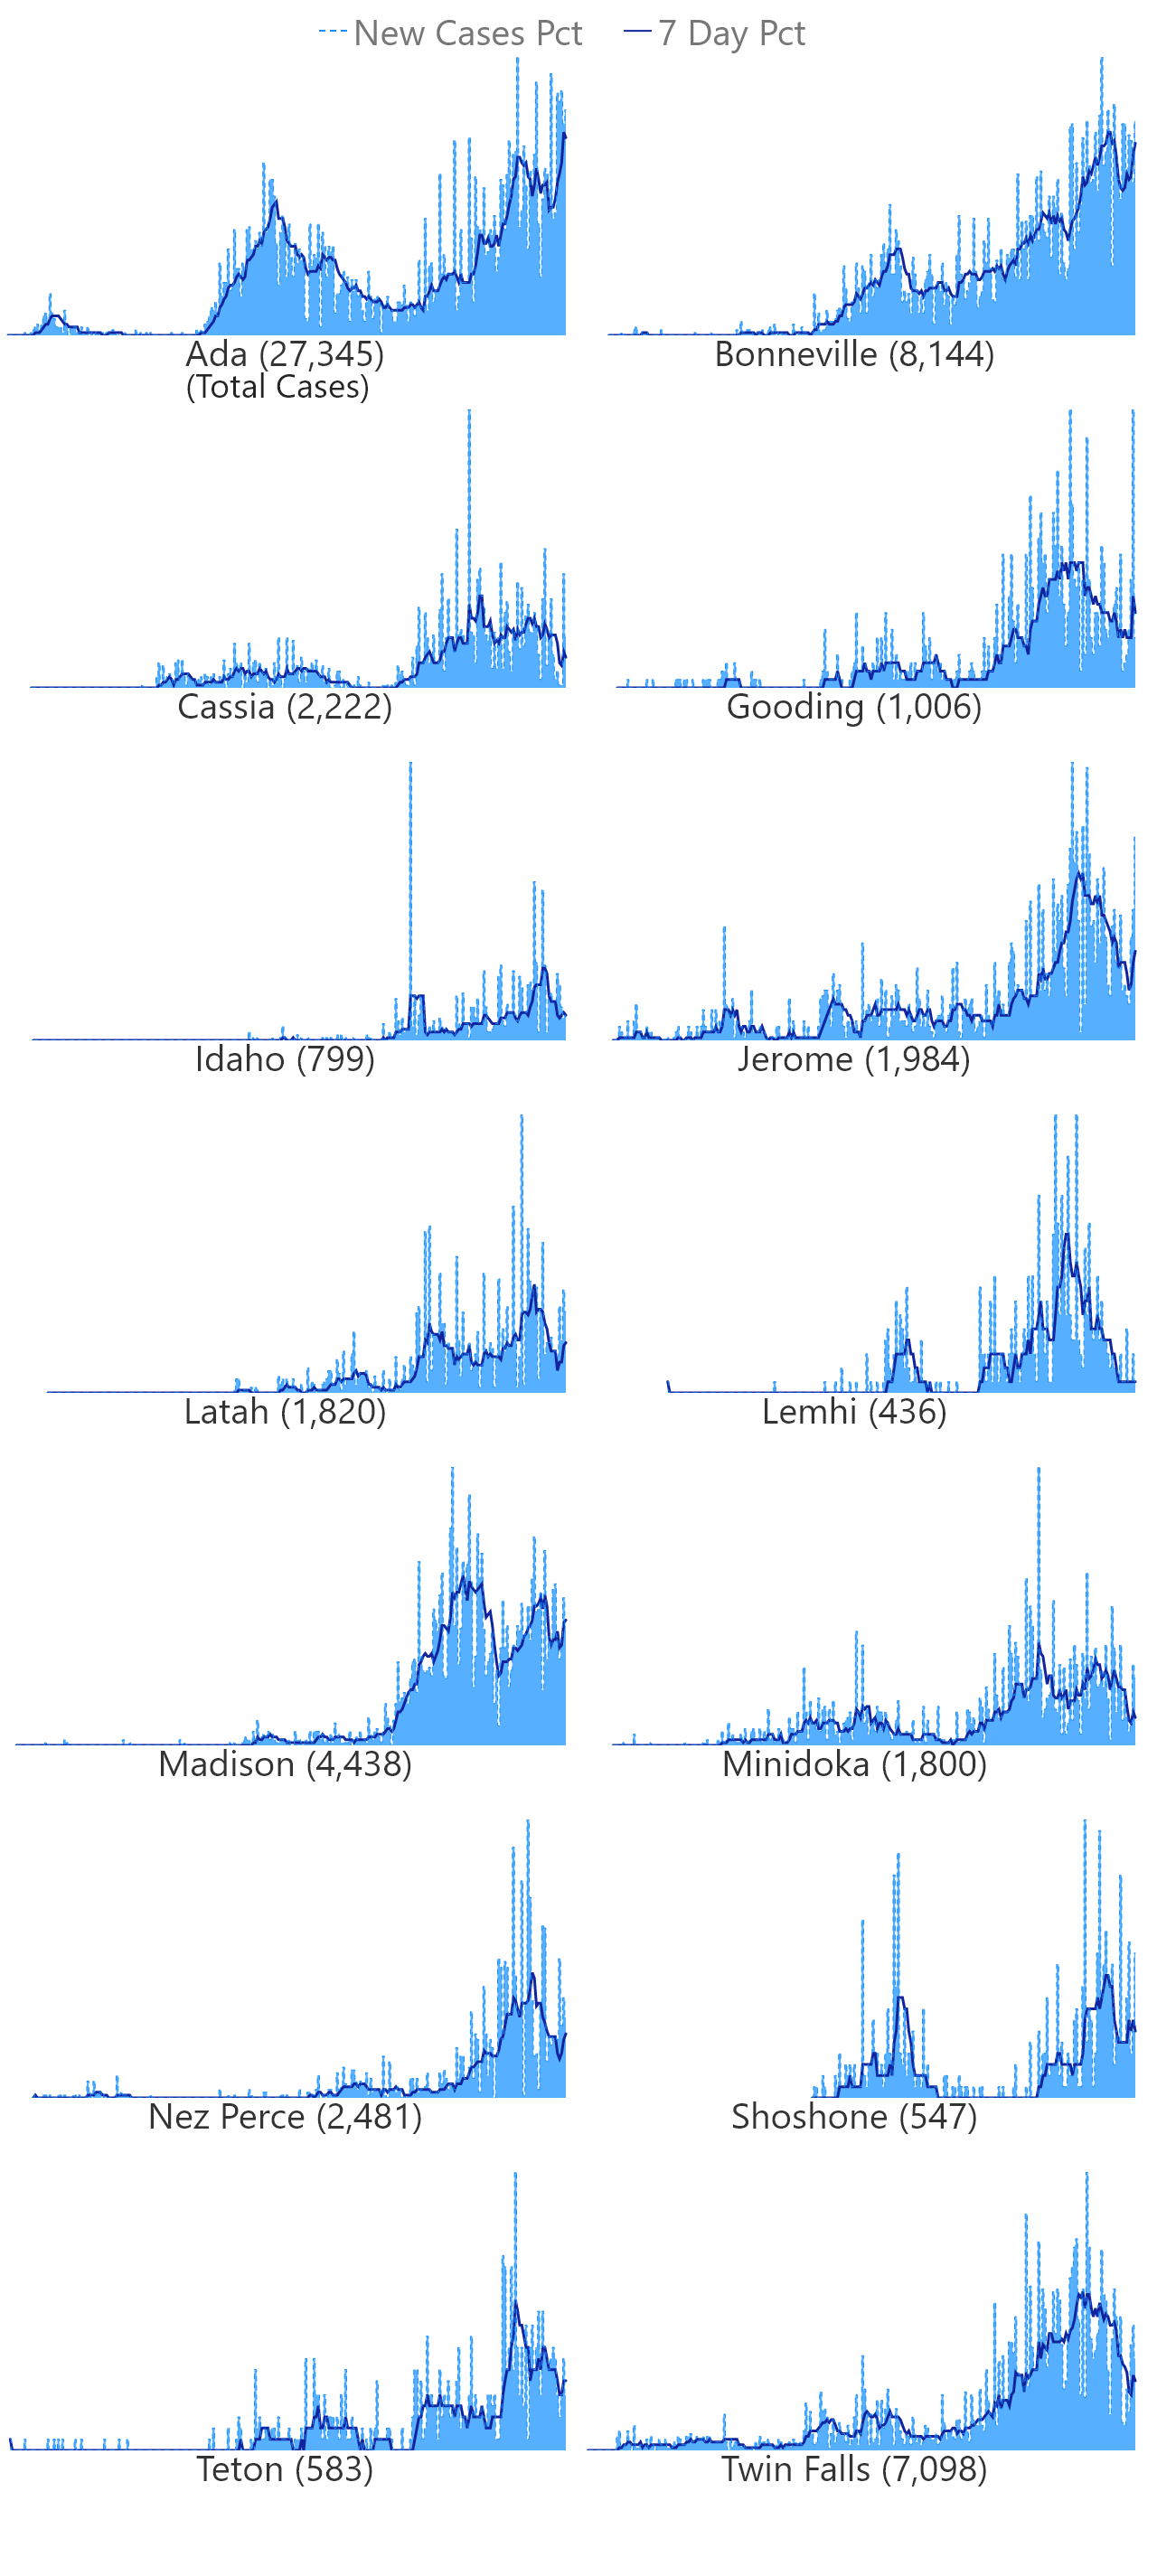 New Cases Pct 7 Day Pct
Ada (27,345)
(Total Cases)
Bonneville (8,144)
Cassia (2,222)
Gooding (1,006)
Idaho (799)
Jerome (1,984)
Latah (1,820)
Lemhi (436)
Madison (4,438)
Minidoka (1,800)
Nez Perce (2,481)
Shoshone (547)
Teton (583)
Twin Falls (7,098)